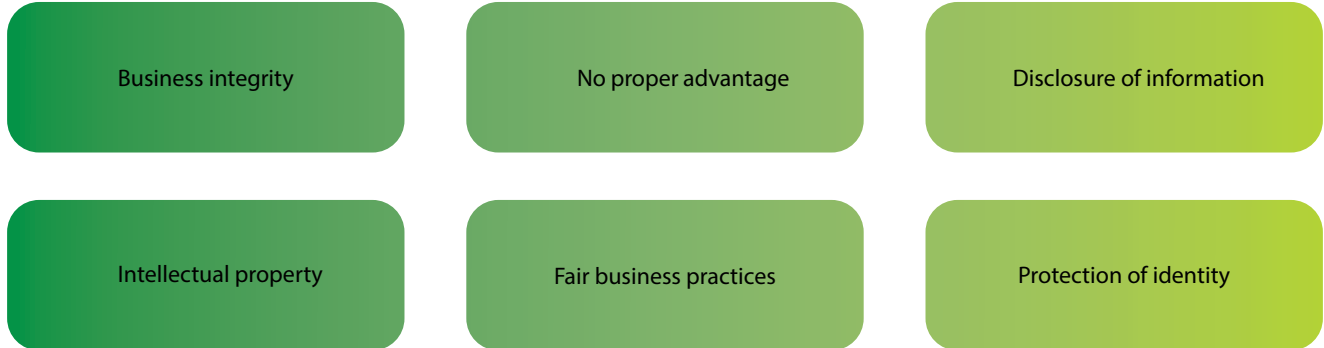 Business integrity
No proper advantage
Disclosure of information
Intellectual property
Fair business practices
Protection of identity